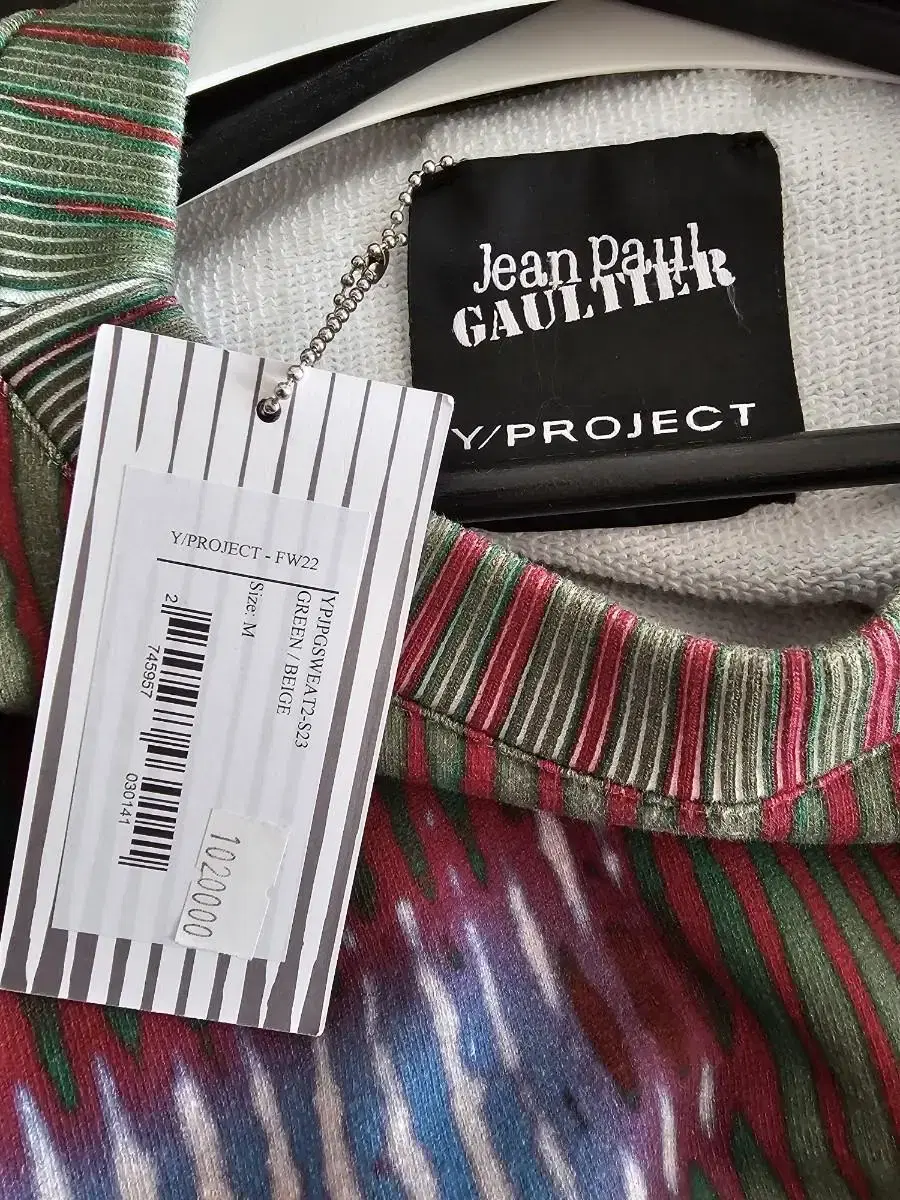 Jean Paul
GAULTIER
Y/PROJECT
Y/PROJECT - FW22
YPJPGSWEAT2-S23
GREEN / BEIGE
Size: M
2 745957 030141
1020000